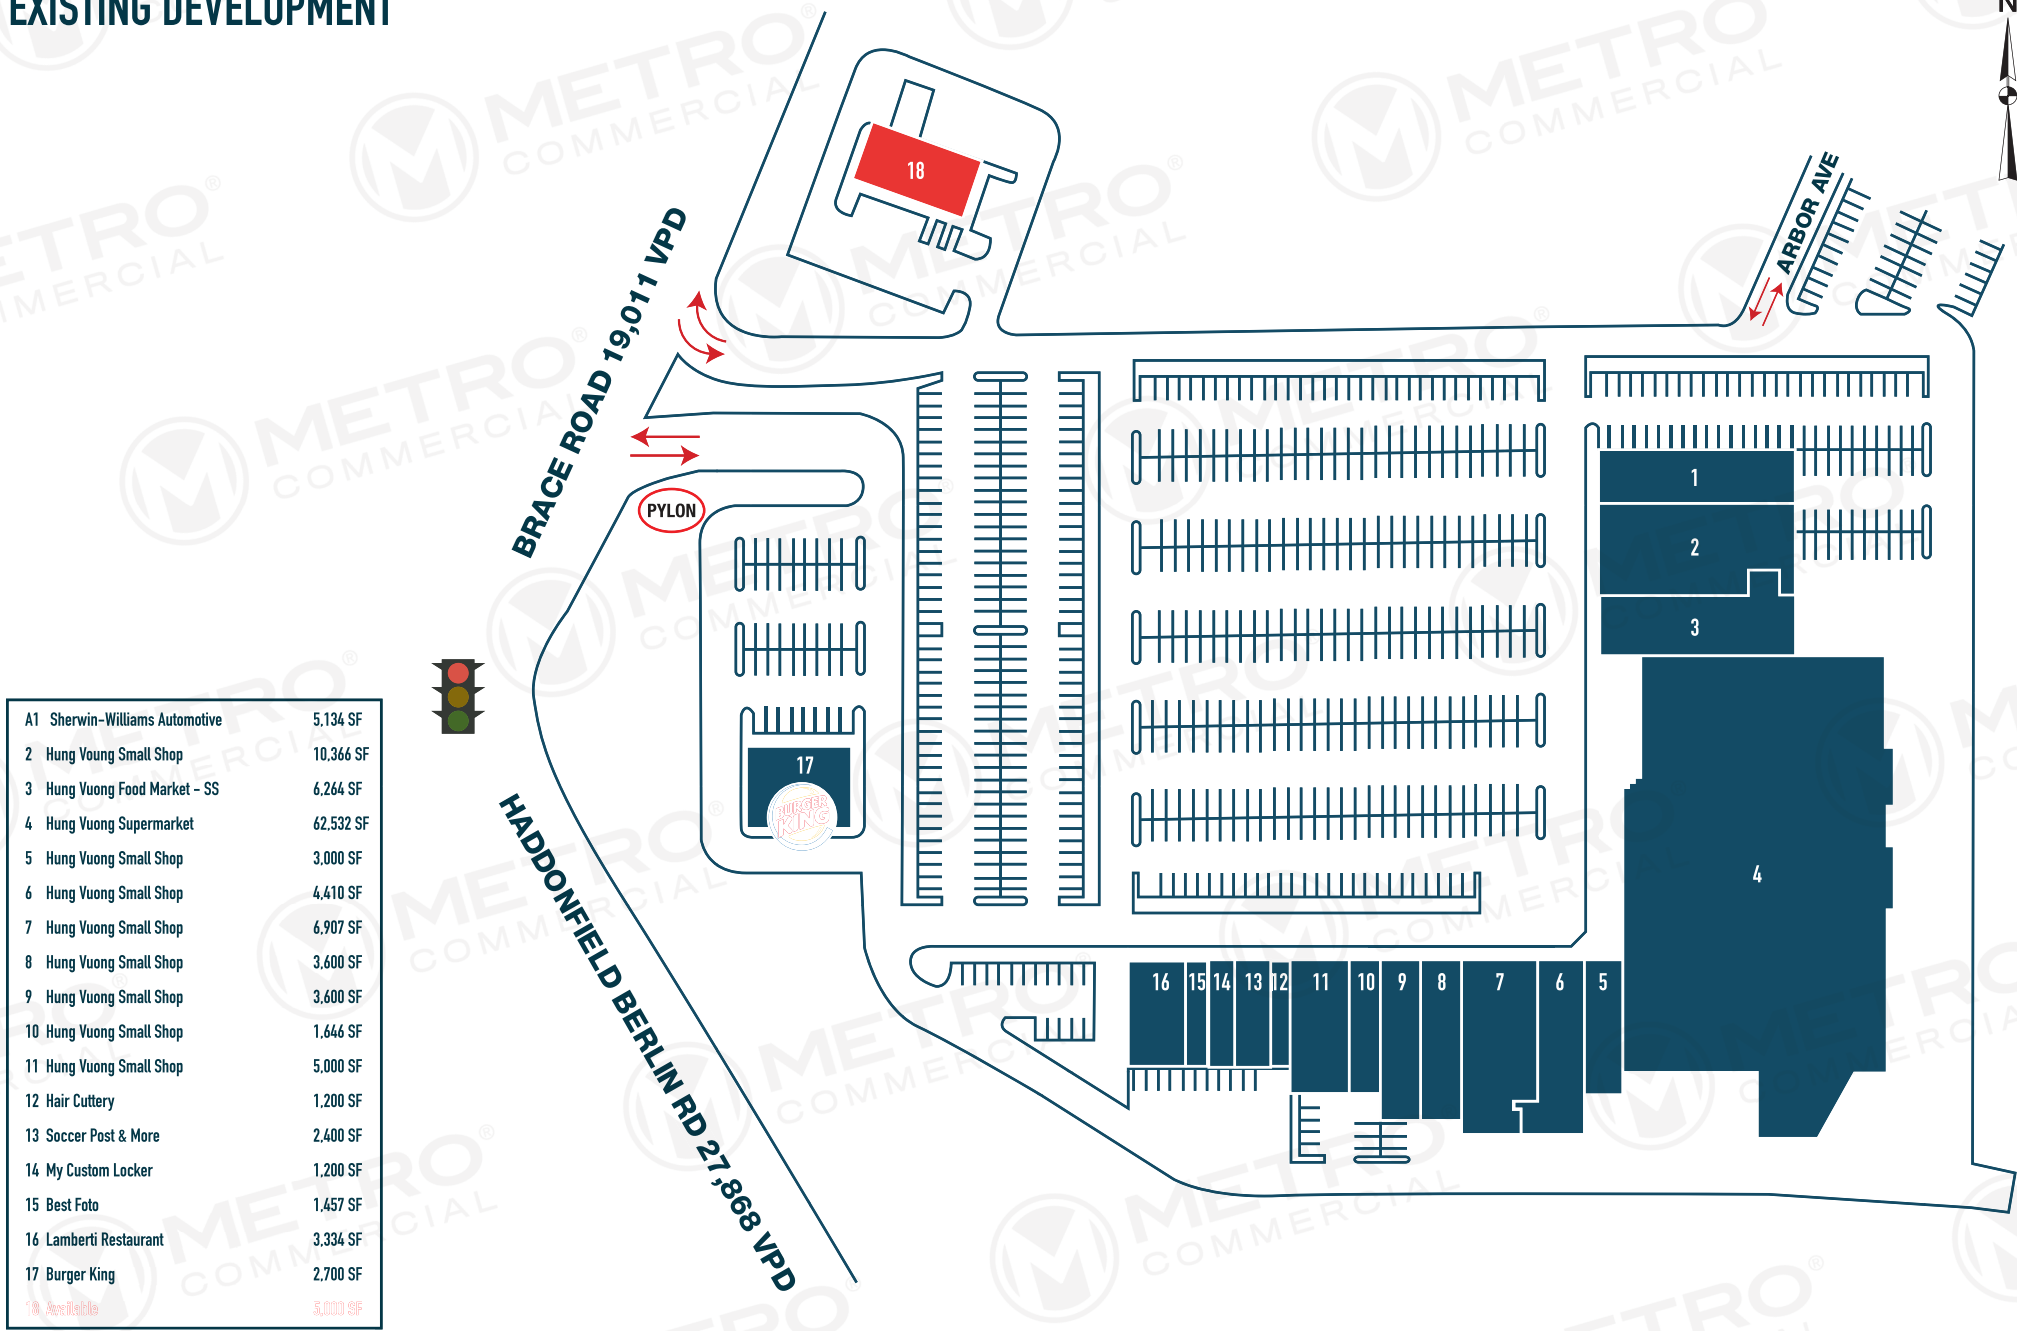 EXISTING DEVELOPMENT
N
18
BRACE ROAD 19,011 VPD
ARBOR AVE
PYLON
1
2
3
4
17
BURGER KING
HADDONFIELD BERLIN RD 27,868 VPD
16 15 14 13 12 11 10 9 8 7 6 5
A1 Sherwin-Williams Automotive 5,134 SF
2 Hung Voung Small Shop 10,366 SF
3 Hung Vuong Food Market - SS 6,264 SF
4 Hung Vuong Supermarket 62,532 SF
5 Hung Vuong Small Shop 3,000 SF
6 Hung Vuong Small Shop 4,410 SF
7 Hung Vuong Small Shop 6,907 SF
8 Hung Vuong Small Shop 3,600 SF
9 Hung Vuong Small Shop 3,600 SF
10 Hung Vuong Small Shop 1,646 SF
11 Hung Vuong Small Shop 5,000 SF
12 Hair Cuttery 1,200 SF
13 Soccer Post & More 2,400 SF
14 My Custom Locker 1,200 SF
15 Best Foto 1,457 SF
16 Lamberti Restaurant 3,334 SF
17 Burger King 2,700 SF
18 Available 5,000 SF
METRO®
COMMERCIAL